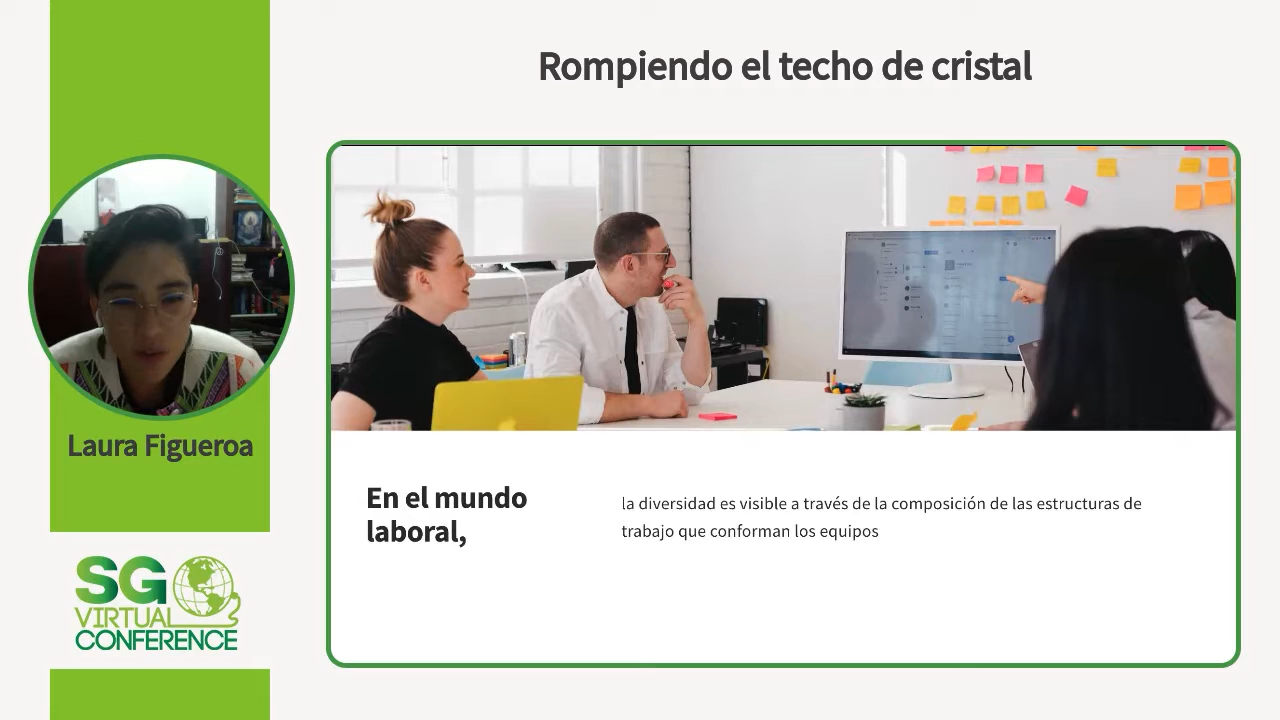 Rompiendo el techo de cristal
Laura Figueroa
SG
VIRTUAL
CONFERENCE
En el mundo
laboral,
la diversidad es visible a través de la composición de las estructuras de
trabajo que conforman los equipos